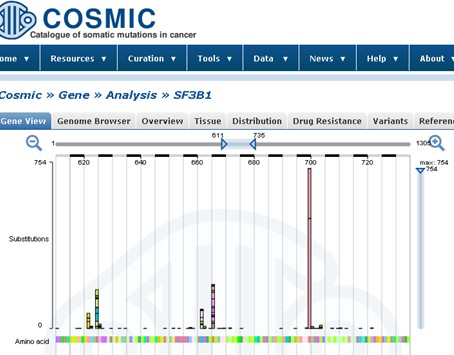 COSMIC
Catalogue of somatic mutations in cancer
ome ▼ Resources ▼ Curation ▼ Tools ▼ Data ▼ News ▼ Help ▼ About ▼
Cosmic » Gene » Analysis » SF3B1
Gene View Genome Browser Overview Tissue Distribution Drug Resistance Variants Referen
611 735
1 1305
754 620 640 660 680 700 720 max: 754
754
Substitutions
0
Amino acid